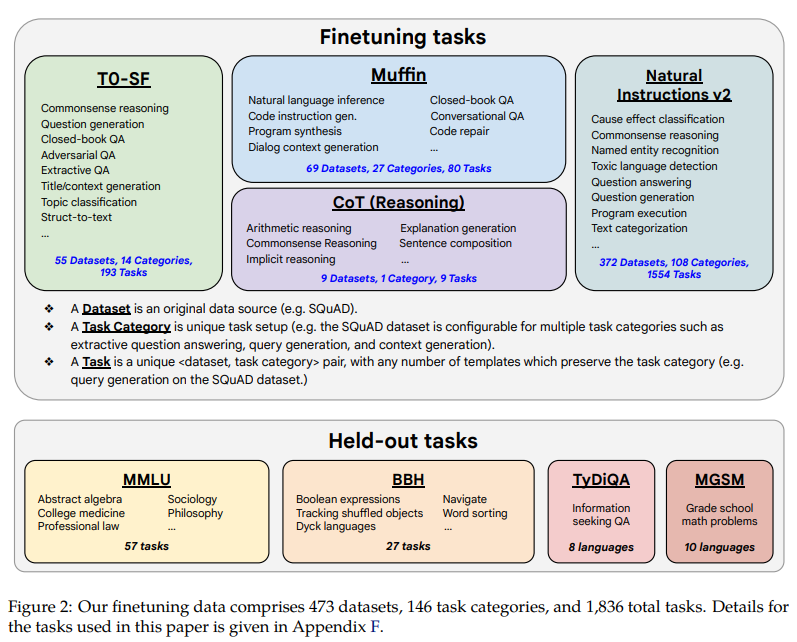 Finetuning tasks
T0-SF
Commonsense reasoning
Question generation
Closed-book QA
Adversarial QA
Extractive QA
Title/context generation
Topic classification
Struct-to-text
...
55 Datasets, 14 Categories,
193 Tasks
Muffin
Natural language inference
Code instruction gen.
Program synthesis
Dialog context generation
Closed-book QA
Conversational QA
Code repair
...
69 Datasets, 27 Categories, 80 Tasks
CoT (Reasoning)
Arithmetic reasoning
Commonsense Reasoning
Implicit reasoning
Explanation generation
Sentence composition
...
9 Datasets, 1 Category, 9 Tasks
Natural
Instructions v2
Cause effect classification
Commonsense reasoning
Named entity recognition
Toxic language detection
Question answering
Question generation
Program execution
Text categorization
...
372 Datasets, 108 Categories,
1554 Tasks
❖ A Dataset is an original data source (e.g. SQuAD).
❖ A Task Category is unique task setup (e.g. the SQuAD dataset is configurable for multiple task categories such as
extractive question answering, query generation, and context generation).
❖ A Task is a unique <dataset, task category> pair, with any number of templates which preserve the task category (e.g.
query generation on the SQuAD dataset.)
Held-out tasks
MMLU
Abstract algebra
College medicine
Professional law
Sociology
Philosophy
...
57 tasks
BBH
Boolean expressions
Tracking shuffled objects
Dyck languages
Navigate
Word sorting
...
27 tasks
TyDiQA
Information
seeking QA
8 languages
MGSM
Grade school
math problems
10 languages
Figure 2: Our finetuning data comprises 473 datasets, 146 task categories, and 1,836 total tasks. Details for
the tasks used in this paper is given in Appendix F.